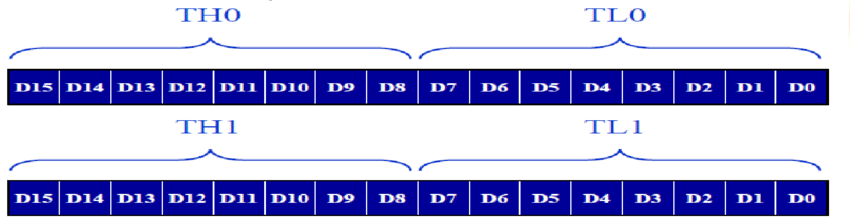 TH0 TL0
D15 D14 D13 D12 D11 D10 D9 D8 D7 D6 D5 D4 D3 D2 D1 D0
TH1 TL1
D15 D14 D13 D12 D11 D10 D9 D8 D7 D6 D5 D4 D3 D2 D1 D0